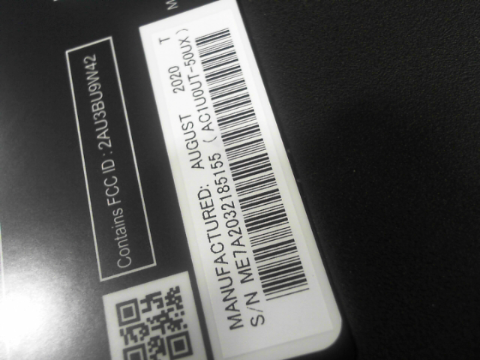 Contains FCC ID : 2AU3BU9W42
MANUFACTURED: AUGUST 2020 T
S/N ME7A2032185155 ( AC1U0UT-50UX )
M